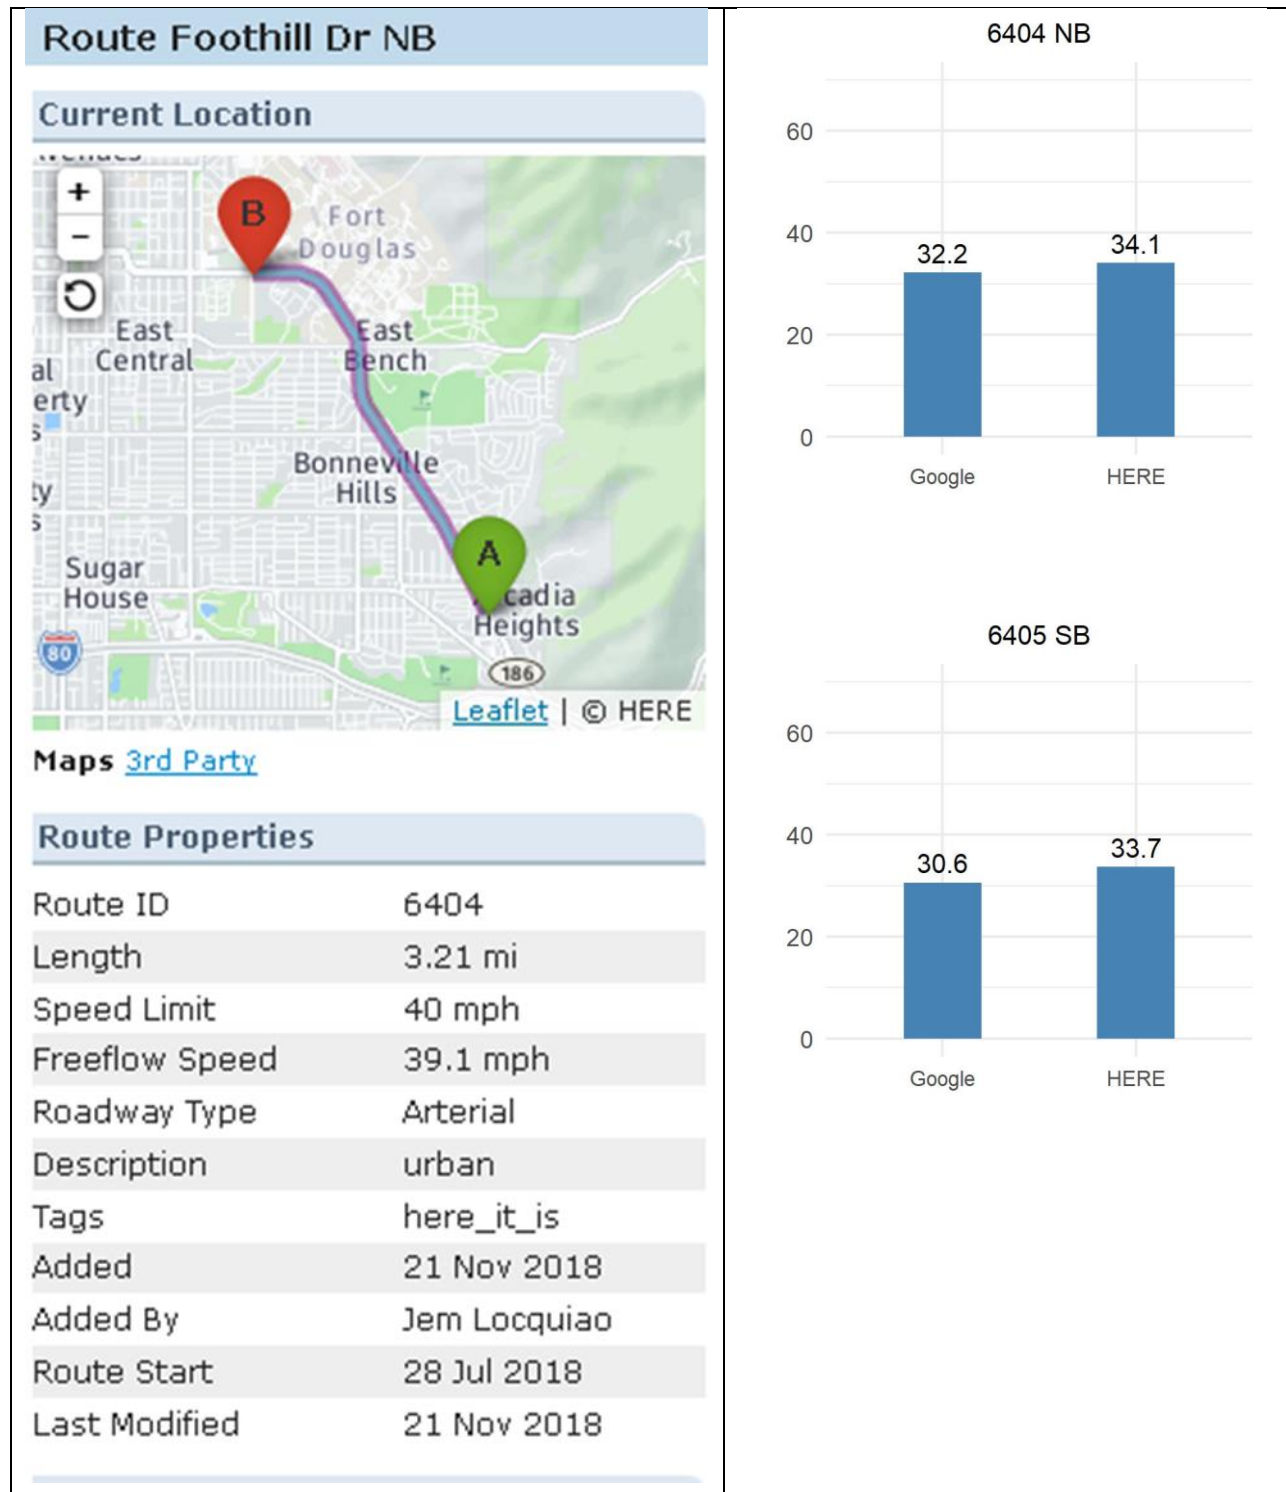 Route Foothill Dr NB
Current Location
+
−
B
Fort
Douglas
East
Central
East
Bench
al
erty
s
Bonneville
Hills
ty
s
A
Sugar
House
Arcadia
Heights
80
186
Leaflet | © HERE
Maps 3rd Party
Route Properties
Route ID 6404
Length 3.21 mi
Speed Limit 40 mph
Freeflow Speed 39.1 mph
Roadway Type Arterial
Description urban
Tags here_it_is
Added 21 Nov 2018
Added By Jem Locquiao
Route Start 28 Jul 2018
Last Modified 21 Nov 2018
6404 NB
60
40
20
0
32.2
34.1
Google HERE
6405 SB
60
40
20
0
30.6
33.7
Google HERE